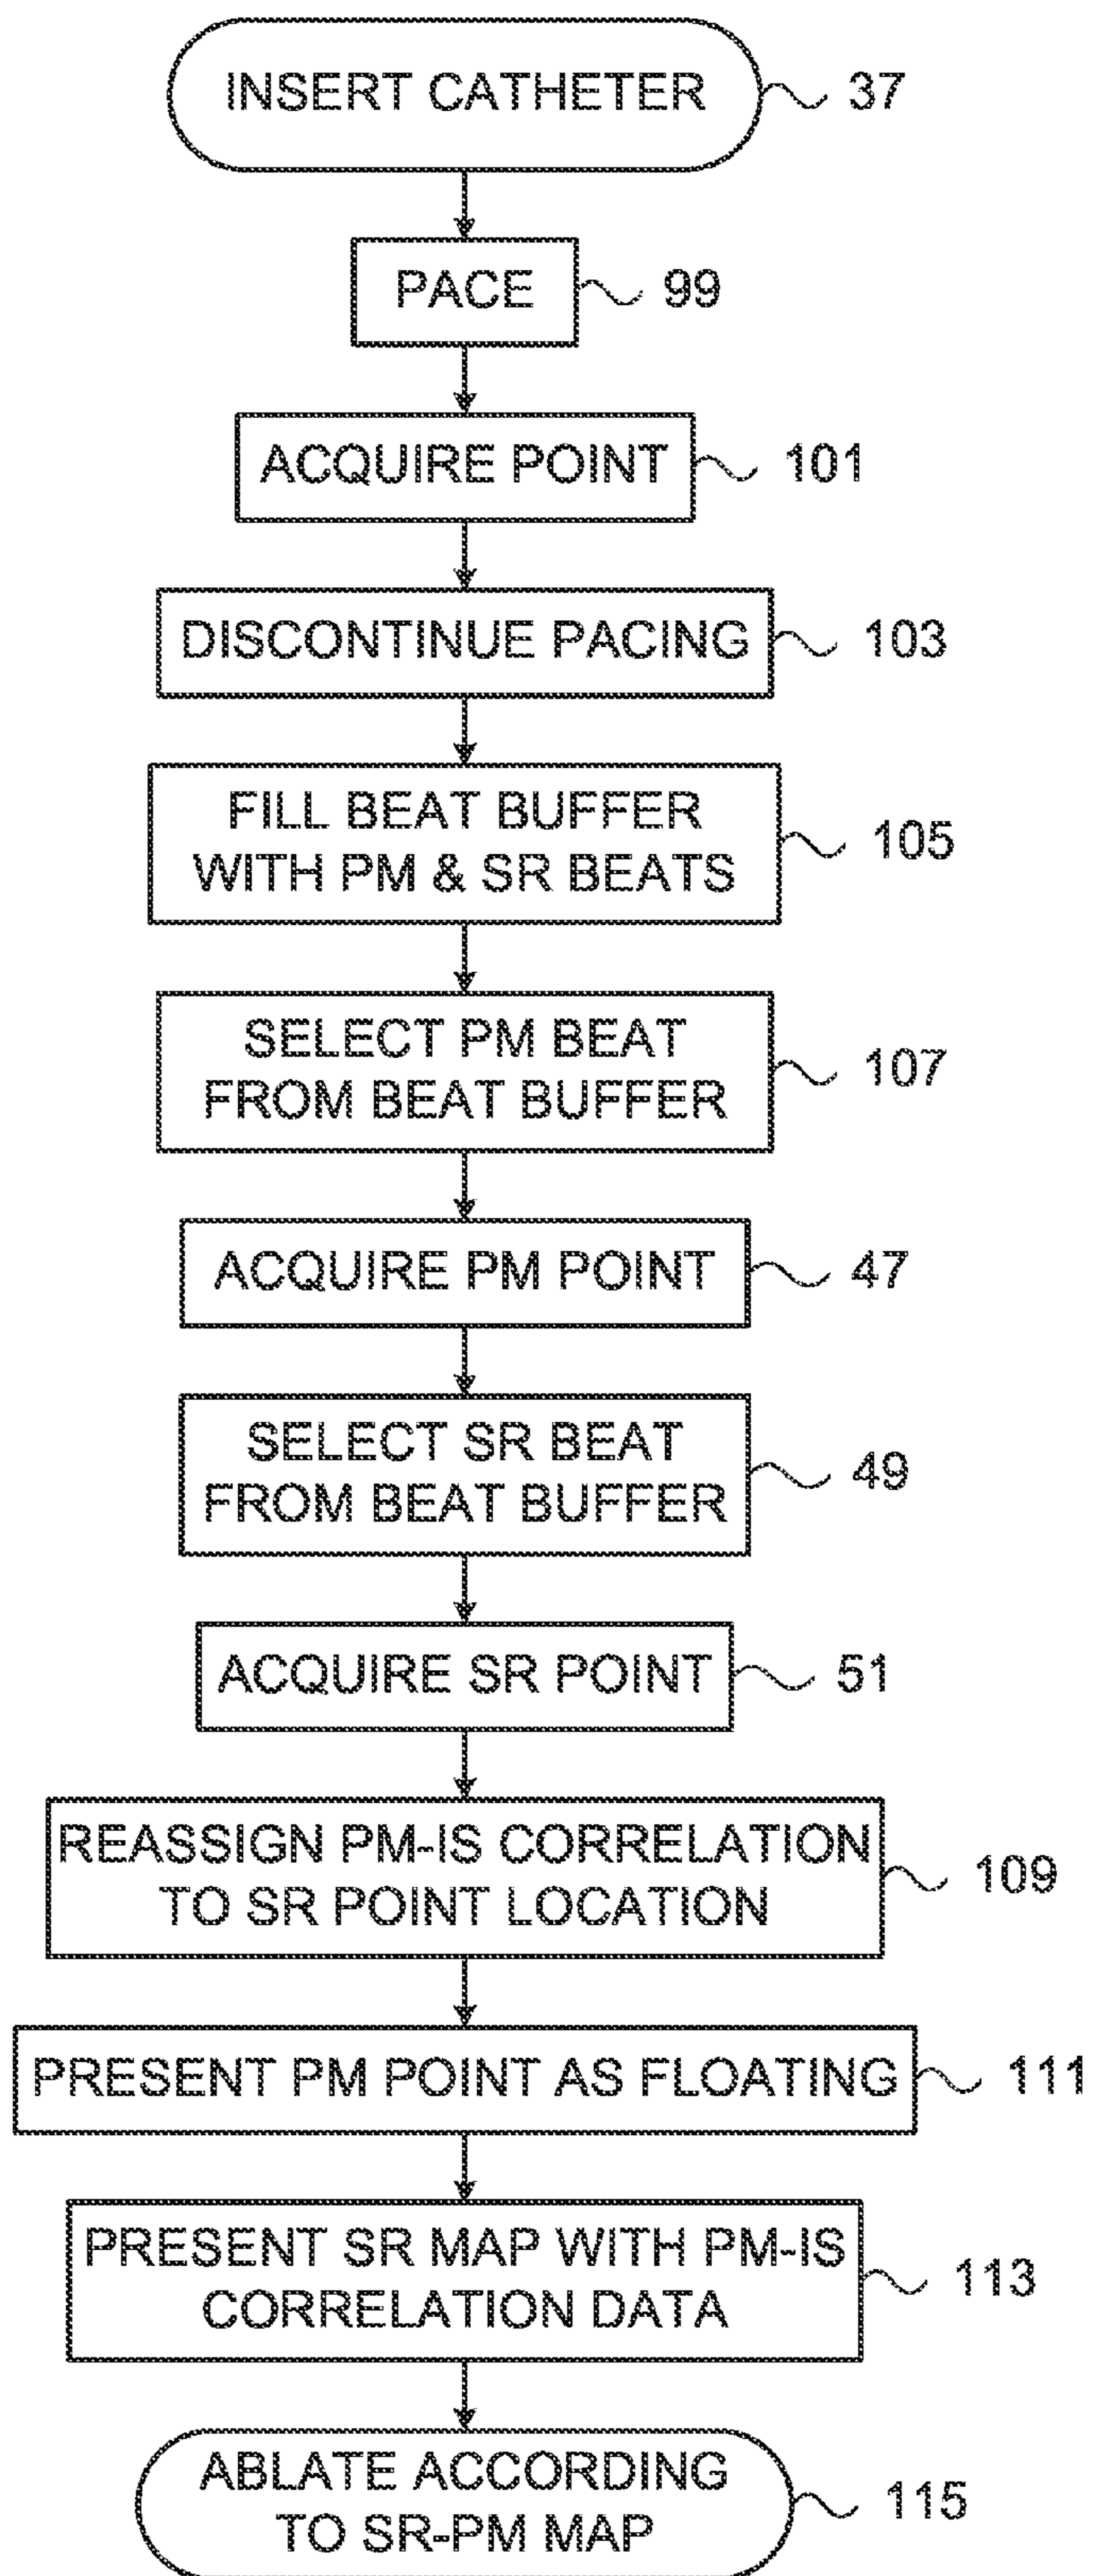 INSERT CATHETER
37
PACE
99
ACQUIRE POINT
101
DISCONTINUE PACING
103
FILL BEAT BUFFER
WITH PM & SR BEATS
105
SELECT PM BEAT
FROM BEAT BUFFER
107
ACQUIRE PM POINT
47
SELECT SR BEAT
FROM BEAT BUFFER
49
ACQUIRE SR POINT
51
REASSIGN PM-IS CORRELATION
TO SR POINT LOCATION
109
PRESENT PM POINT AS FLOATING
111
PRESENT SR MAP WITH PM-IS
CORRELATION DATA
113
ABLATE ACCORDING
TO SR-PM MAP
115